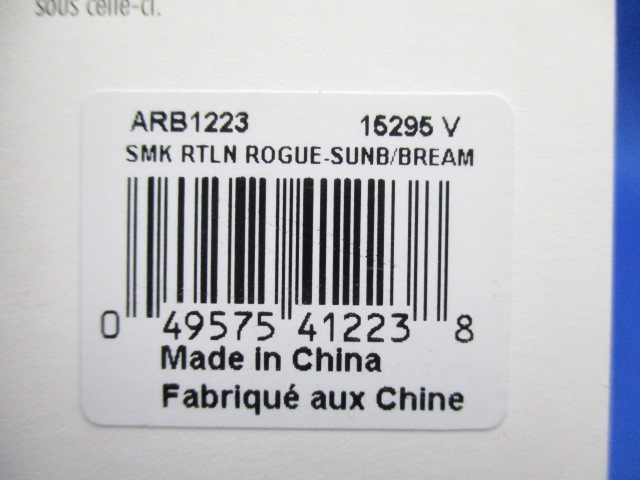 sous celle-ci.
ARB1223 15295 V
SMK RTLN ROGUE-SUNB/BREAM
0 49575 41223 8
Made in China
Fabriqué aux Chine